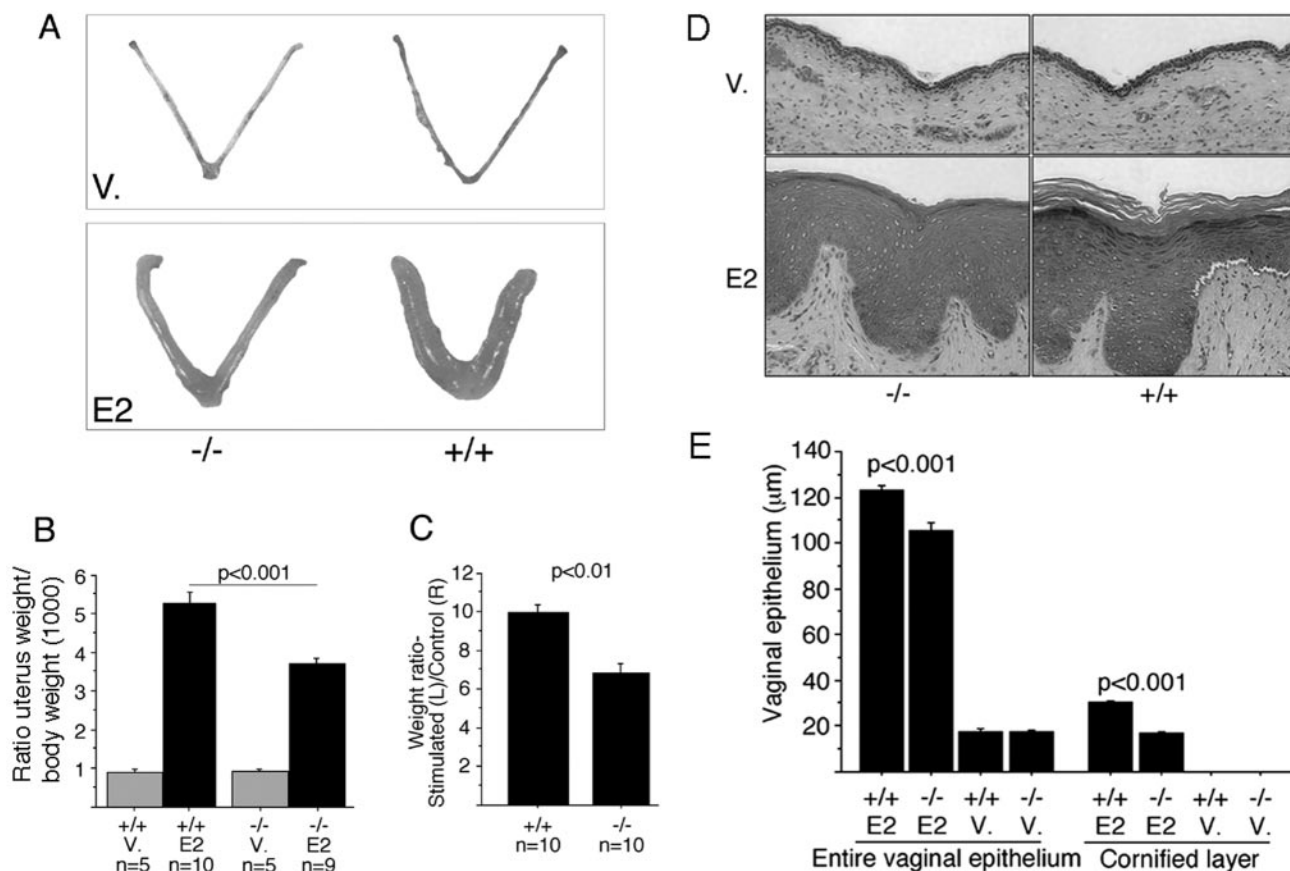 A
V.
E2
-/- +/+
B
Ratio uterus weight/
body weight (1000)
6
5
4
3
2
1
p<0.001
+/+ +/+ -/- -/-
V. E2 V. E2
n=5 n=10 n=5 n=9
C
Weight ratio-
Stimulated (L)/Control (R)
12
10
8
6
4
2
p<0.01
+/+ -/-
n=10 n=10
D
V.
E2
-/- +/+
E
Vaginal epithelium (μm)
140
120
100
80
60
40
20
p<0.001
p<0.001
+/+ -/- +/+ -/- +/+ -/- +/+ -/-
E2 E2 V. V. E2 E2 V. V.
Entire vaginal epithelium Cornified layer